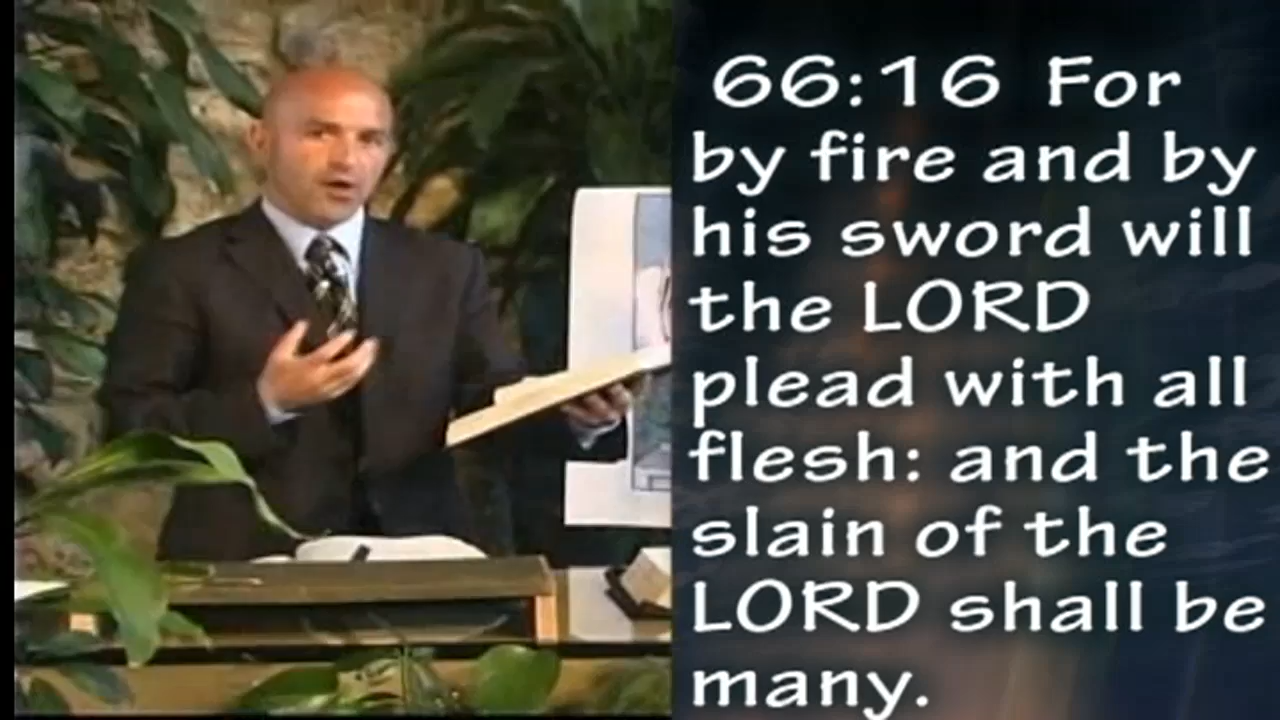 66:16 For
by fire and by
his sword will
the LORD
plead with all
flesh: and the
slain of the
LORD shall be
many.